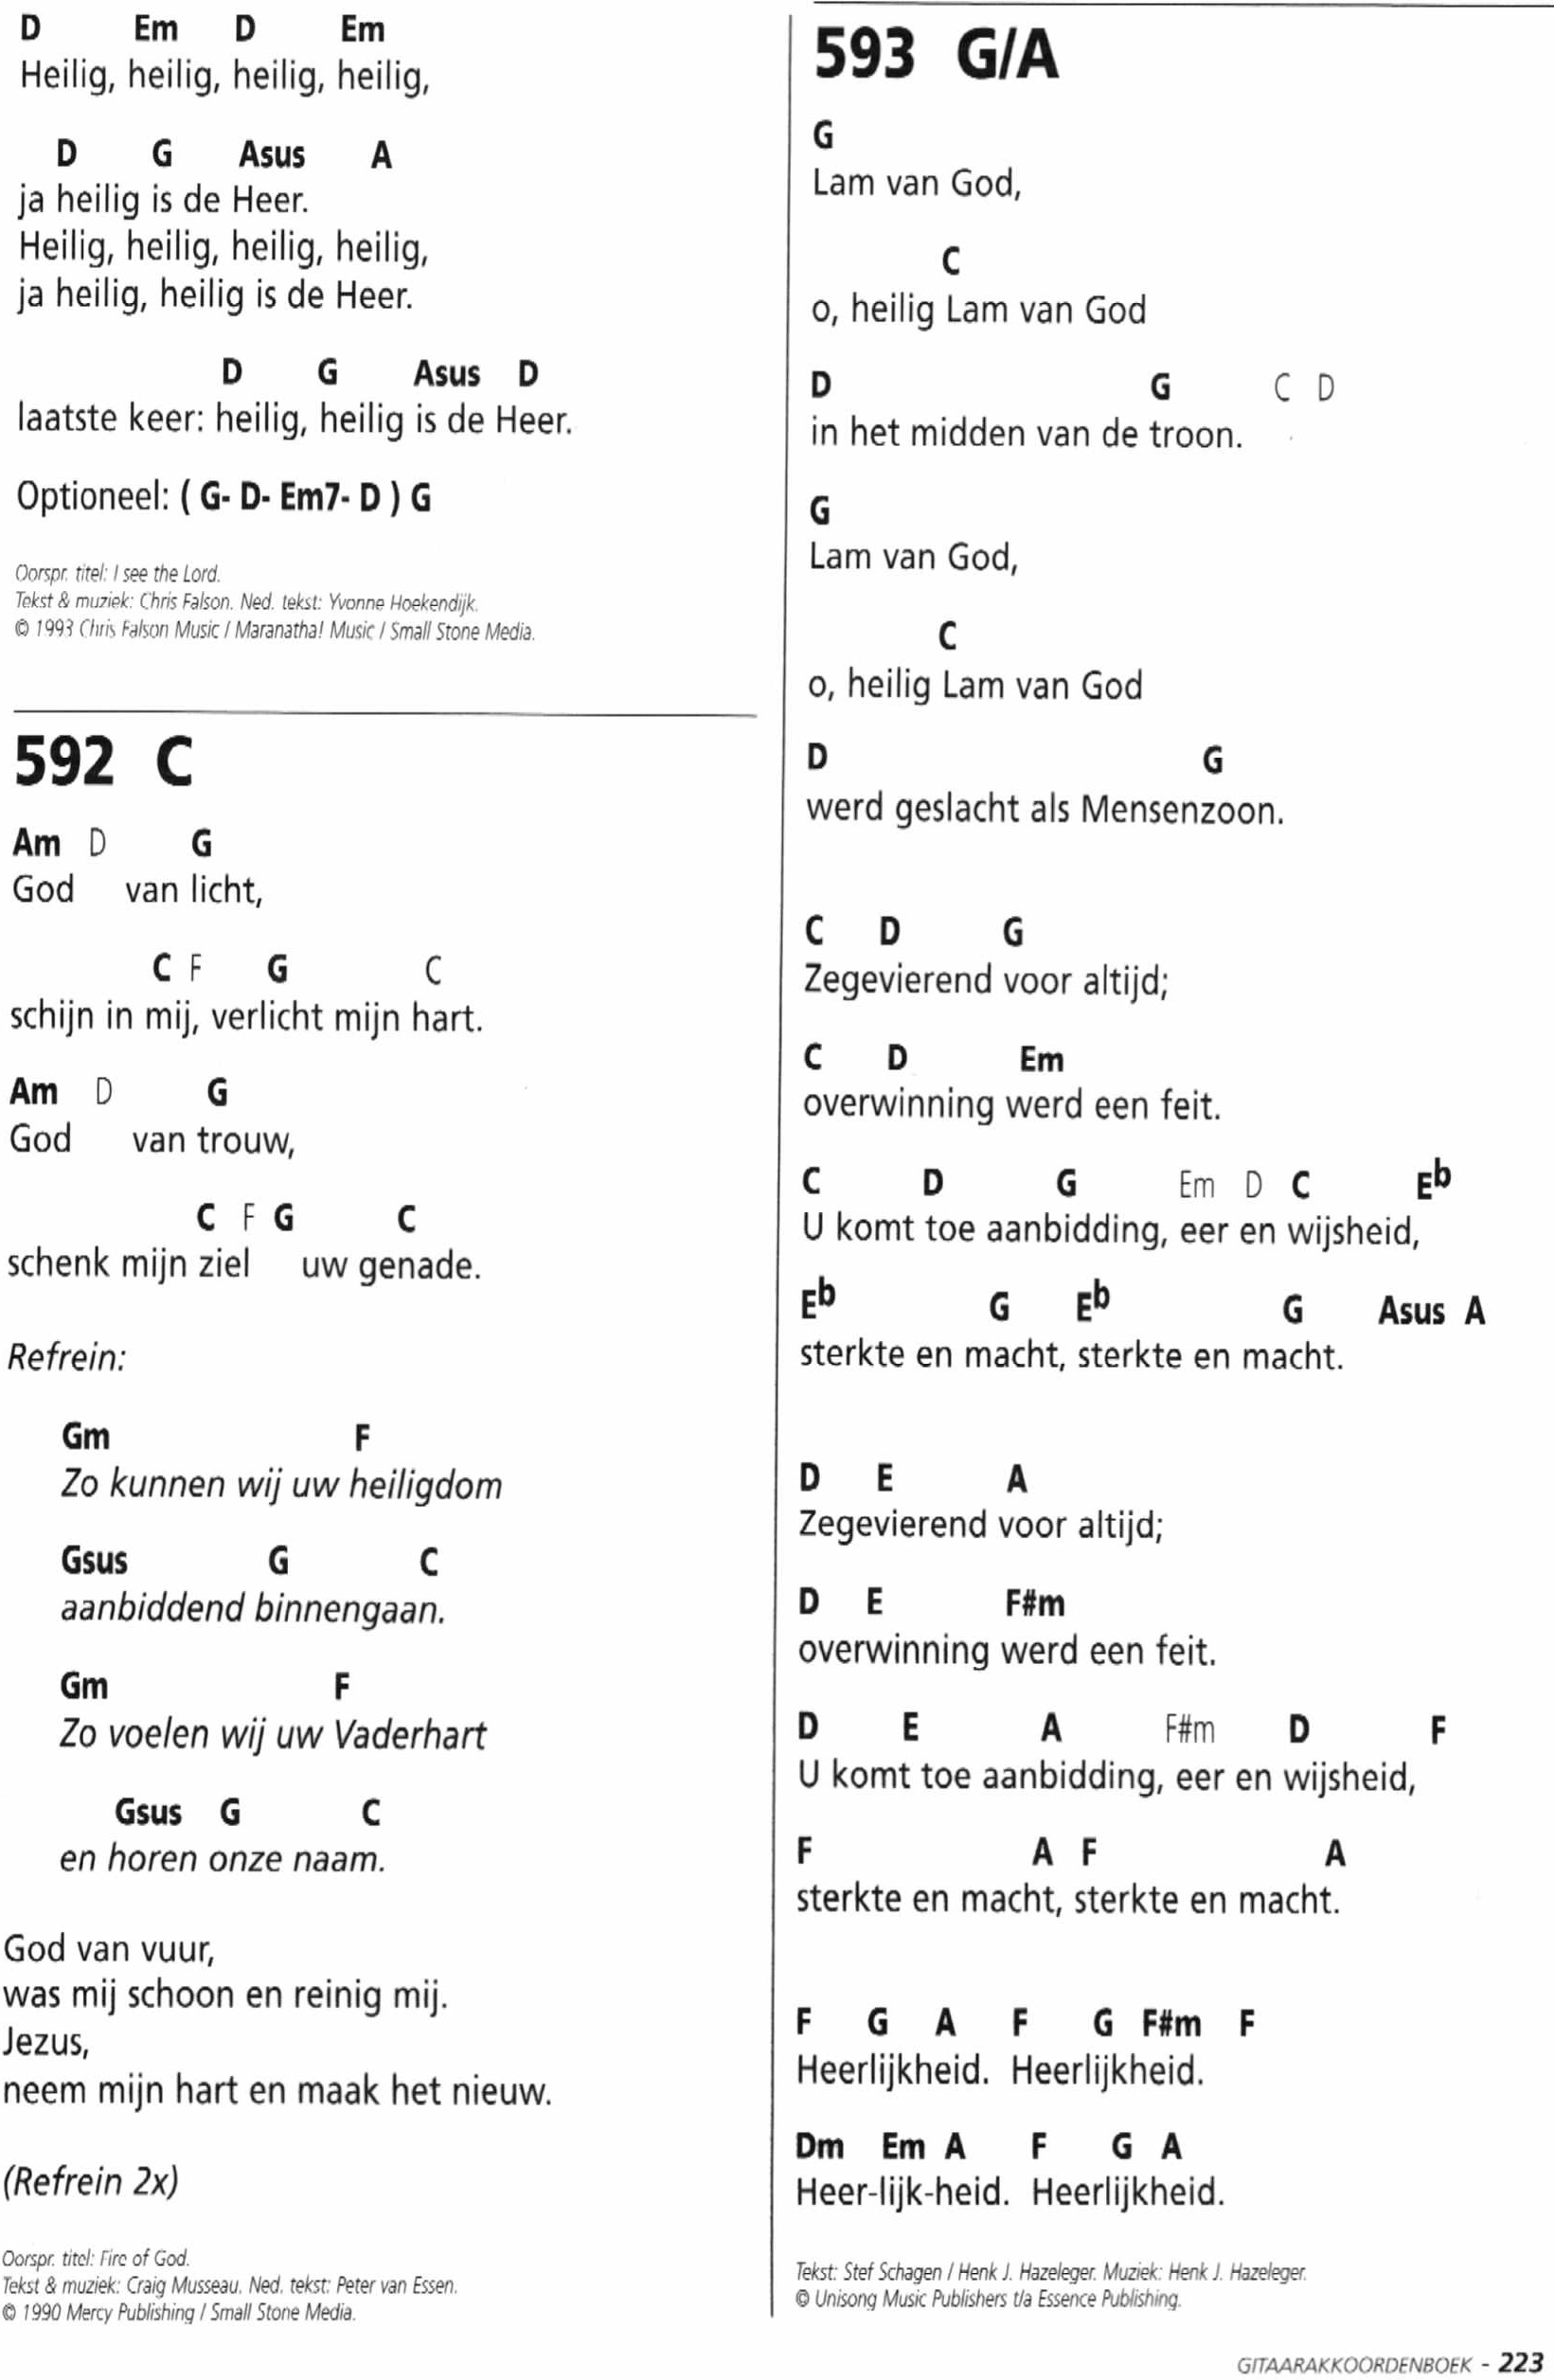 D Em D Em
Heilig, heilig, heilig, heilig,
D G Asus A
ja heilig is de Heer.
Heilig, heilig, heilig, heilig,
ja heilig, heilig is de Heer.
D G Asus D
laatste keer: heilig, heilig is de Heer.
Optioneel: ( G- D- Em7- D ) G
Oorspr. titel: I see the Lord.
Tekst & muziek: Chris Falson. Ned. tekst: Yvonne Hoekendijk.
© 1993 Chris Falson Music / Maranatha! Music / Small Stone Media.
592 C
Am D G
God van licht,
C F G C
schijn in mij, verlicht mijn hart.
Am D G
God van trouw,
C F G C
schenk mijn ziel uw genade.
Refrein:
Gm F
Zo kunnen wij uw heiligdom
Gsus G C
aanbiddend binnengaan.
Gm F
Zo voelen wij uw Vaderhart
Gsus G C
en horen onze naam.
God van vuur,
was mij schoon en reinig mij.
Jezus,
neem mijn hart en maak het nieuw.
(Refrein 2x)
Oorspr. titel: Fire of God.
Tekst & muziek: Craig Musseau. Ned. tekst: Peter van Essen.
© 1990 Mercy Publishing / Small Stone Media.
593 G/A
G
Lam van God,
C
o, heilig Lam van God
D G C D
in het midden van de troon.
G
Lam van God,
C
o, heilig Lam van God
D G
werd geslacht als Mensenzoon.
C D G
Zegevierend voor altijd;
C D Em
overwinning werd een feit.
C D G Em D C Eb
U komt toe aanbidding, eer en wijsheid,
Eb G Eb G Asus A
sterkte en macht, sterkte en macht.
D E A
Zegevierend voor altijd;
D E F#m
overwinning werd een feit.
D E A F#m D F
U komt toe aanbidding, eer en wijsheid,
F A F A
sterkte en macht, sterkte en macht.
F G A F G F#m F
Heerlijkheid. Heerlijkheid.
Dm Em A F G A
Heer-lijk-heid. Heerlijkheid.
Tekst: Stef Schagen / Henk J. Hazeleger. Muziek: Henk J. Hazeleger.
© Unisong Music Publishers t/a Essence Publishing.
GITAARAKKOORDENBOEK - 223